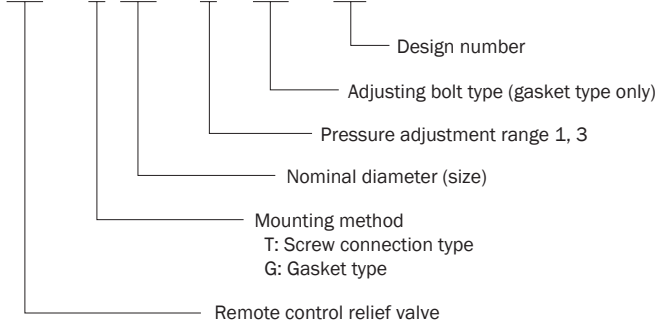 Design number
Adjusting bolt type (gasket type only)
Pressure adjustment range 1, 3
Nominal diameter (size)
Mounting method
T: Screw connection type
G: Gasket type
Remote control relief valve